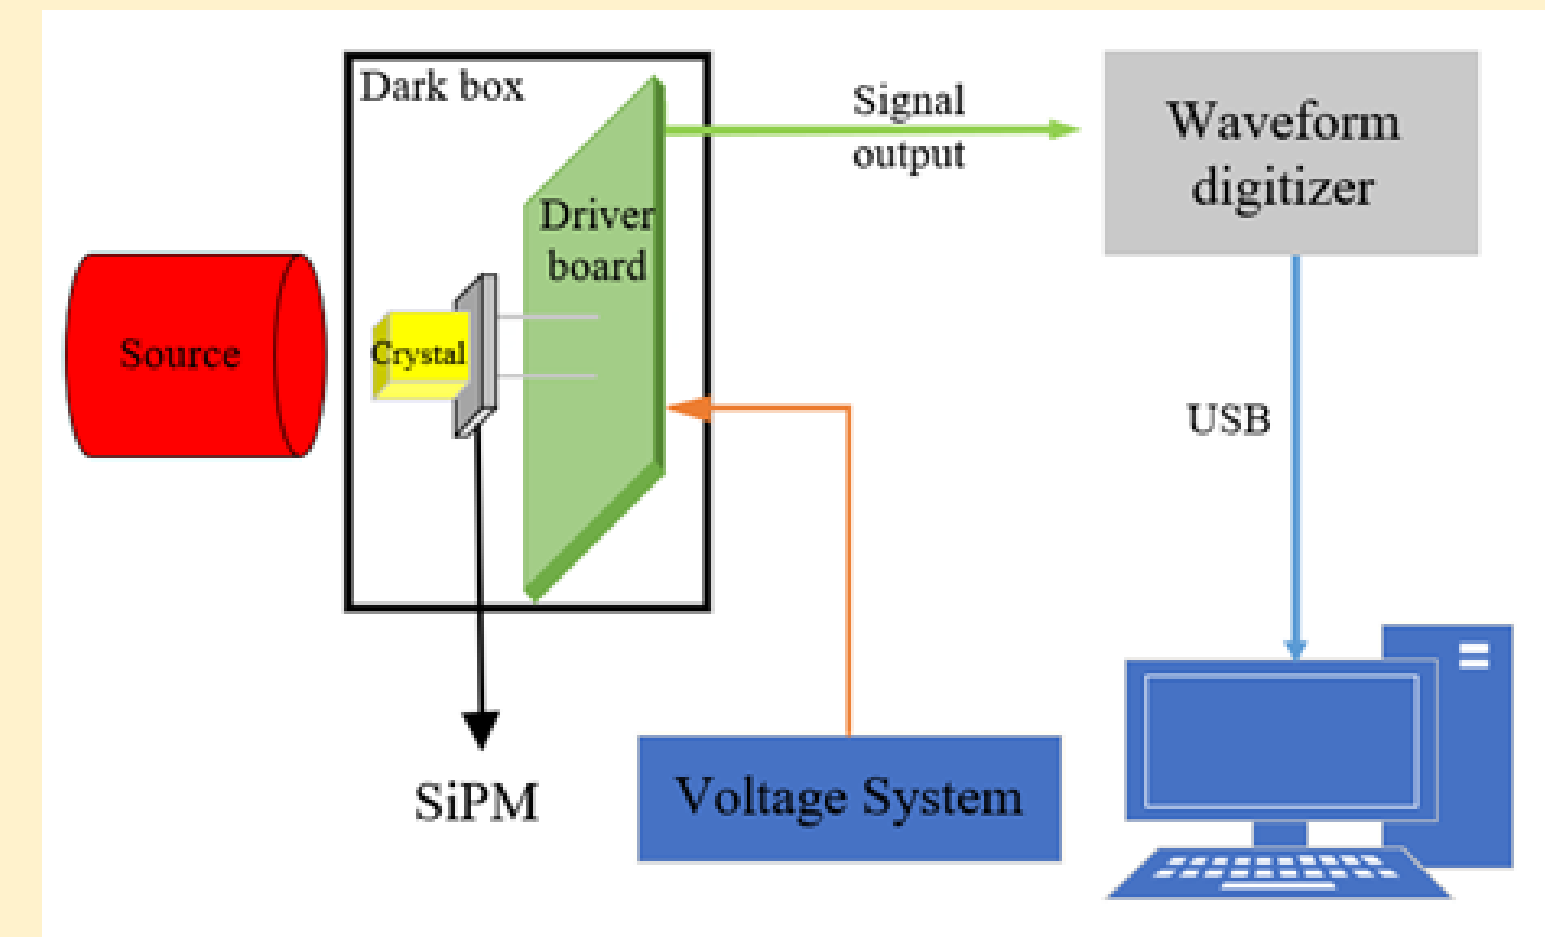 Dark box
Signal
output
Waveform
digitizer
Driver
board
Source
Crystal
USB
SiPM
Voltage System